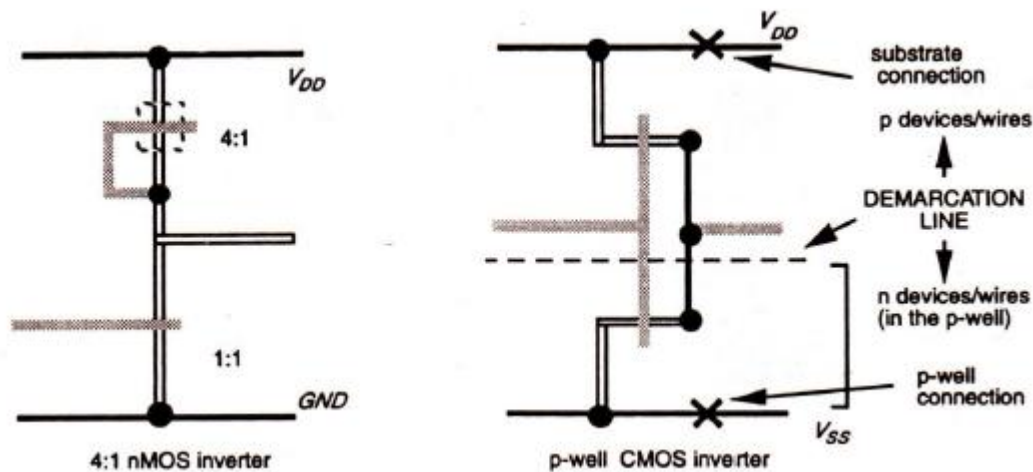 V_DD
4:1
1:1
GND
4:1 nMOS inverter
V_DD
substrate
connection
p devices/wires
DEMARCATION
LINE
n devices/wires
(in the p-well)
p-well
connection
V_SS
p-well CMOS inverter